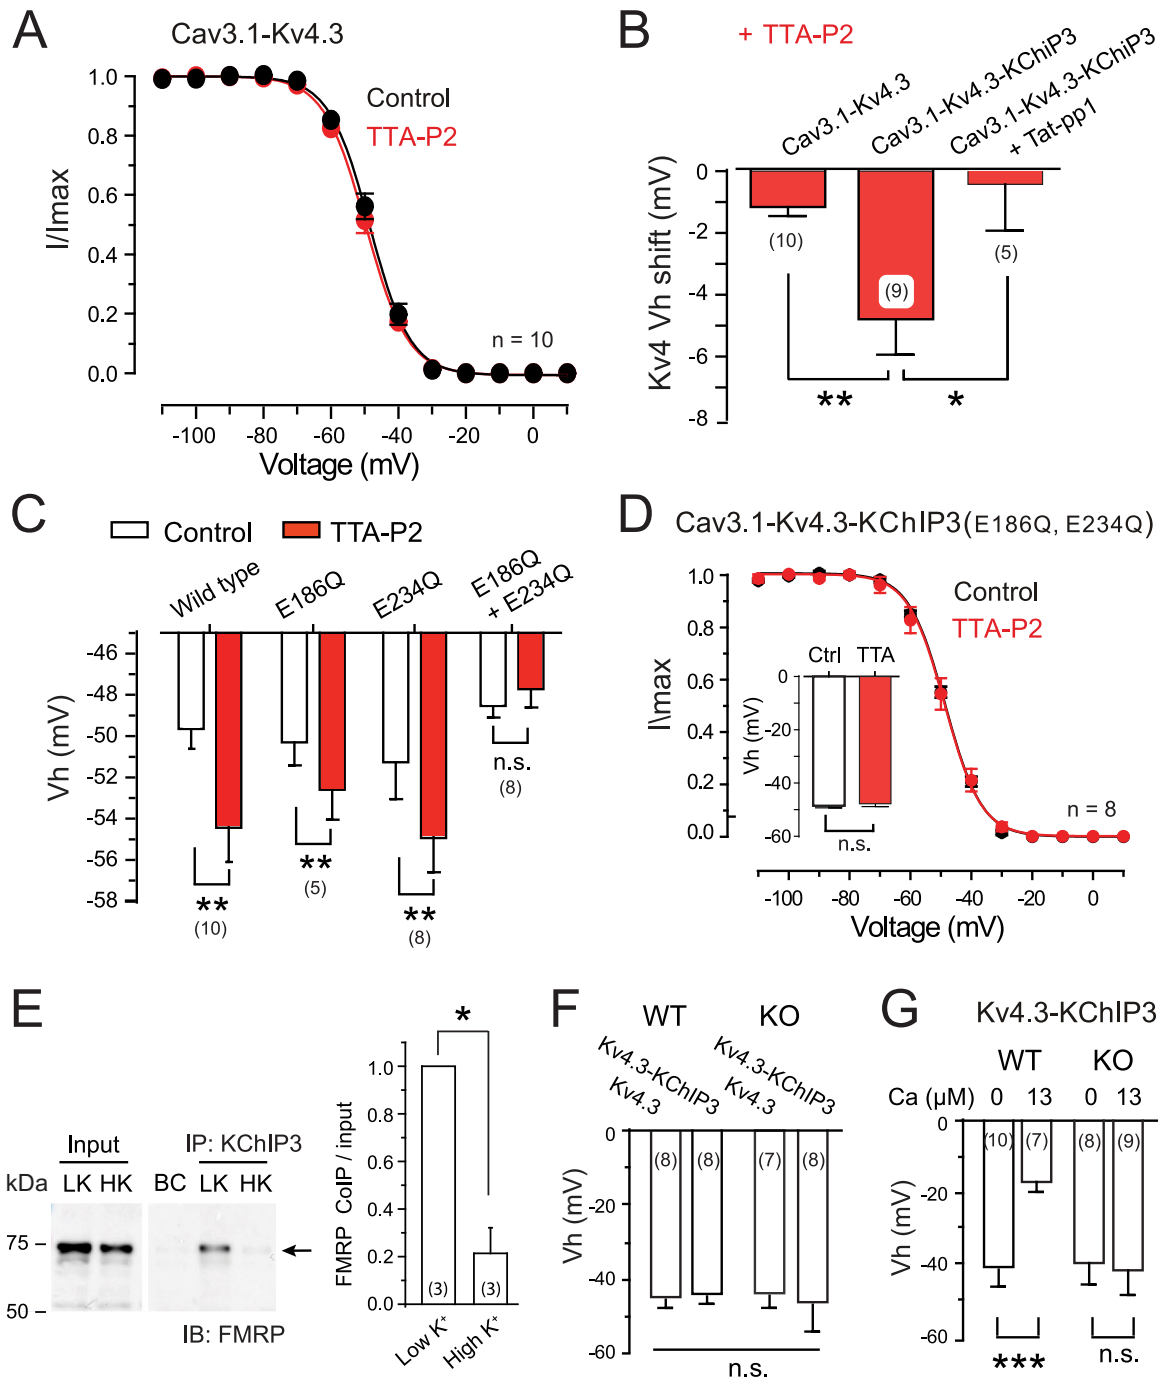 A
Cav3.1-Kv4.3
Control
TTA-P2
I/Imax
1.0
0.8
0.6
0.4
0.2
0.0
n = 10
-100
-80
-60
-40
-20
0
Voltage (mV)
B
+ TTA-P2
Cav3.1-Kv4.3
Cav3.1-Kv4.3-KChiP3
Cav3.1-Kv4.3-KChiP3
+ Tat-pp1
Kv4 Vh shift (mV)
0
-2
-4
-6
-8
(10)
(9)
(5)
**
*
C
Control
TTA-P2
Wild type
E186Q
E234Q
E186Q
+ E234Q
Vh (mV)
-46
-48
-50
-52
-54
-56
-58
**
(10)
**
(5)
**
(8)
n.s.
(8)
D
Cav3.1-Kv4.3-KChIP3(E186Q, E234Q)
Control
TTA-P2
I\max
1.0
0.8
0.6
0.4
0.2
0.0
Ctrl TTA
Vh (mV)
0
-20
-40
-60
n.s.
n = 8
-100
-80
-60
-40
-20
0
Voltage (mV)
E
Input
IP: KChIP3
kDa
LK HK
BC LK HK
75
50
IB: FMRP
FMRP CoIP / input
1.0
0.8
0.6
0.4
0.2
0.0
*
(3)
(3)
Low K+
High K+
F
WT KO
Kv4.3
Kv4.3-KChIP3
Kv4.3
Kv4.3-KChIP3
Vh (mV)
0
-20
-40
-60
(8)
(8)
(7)
(8)
n.s.
G
Kv4.3-KChIP3
WT KO
Ca (μM) 0 13 0 13
Vh (mV)
0
-20
-40
-60
(10)
(7)
(8)
(9)
***
n.s.